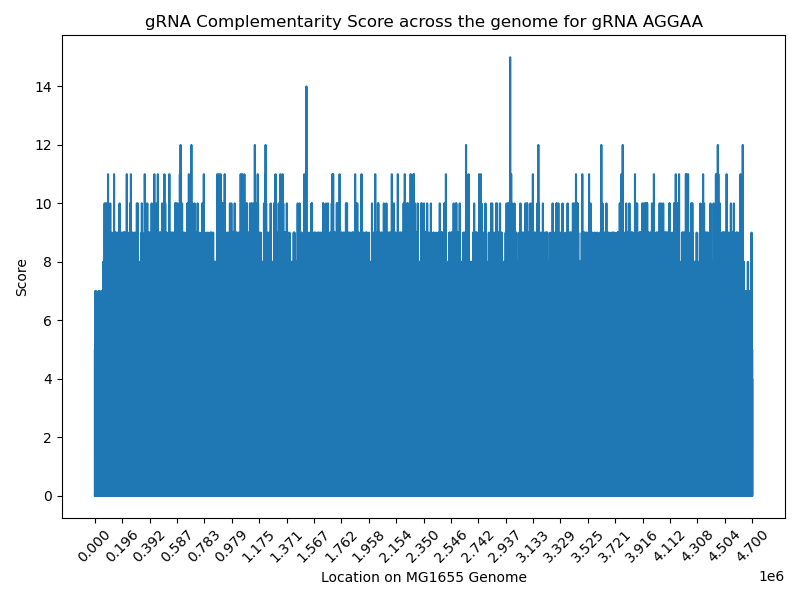 gRNA Complementarity Score across the genome for gRNA AGGAA
14
12
10
8
6
4
2
0
Score
0.000 0.196 0.392 0.587 0.783 0.979 1.175 1.371 1.567 1.762 1.958 2.154 2.350 2.546 2.742 2.937 3.133 3.329 3.525 3.721 3.916 4.112 4.308 4.504 4.700
1e6
Location on MG1655 Genome